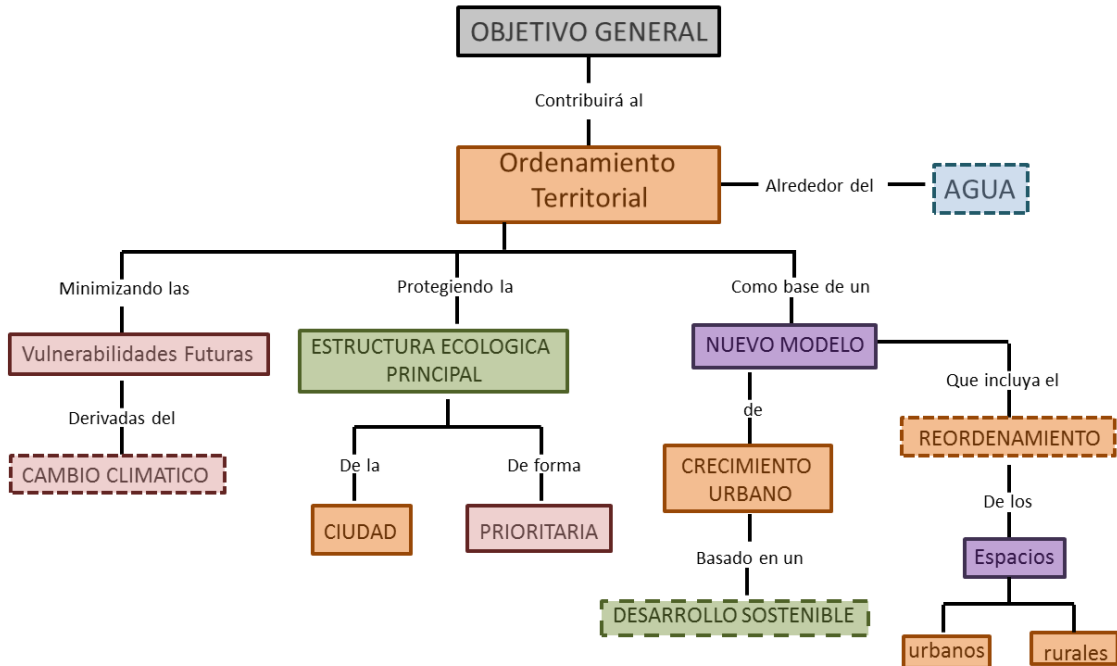 OBJETIVO GENERAL
Contribuirá al
Ordenamiento
Territorial
Alrededor del
AGUA
Minimizando las
Protegiendo la
Como base de un
Vulnerabilidades Futuras
ESTRUCTURA ECOLOGICA
PRINCIPAL
NUEVO MODELO
Que incluya el
Derivadas del
de
REORDENAMIENTO
CAMBIO CLIMATICO
De la
De forma
CRECIMIENTO
URBANO
De los
CIUDAD
PRIORITARIA
Basado en un
Espacios
DESARROLLO SOSTENIBLE
urbanos
rurales